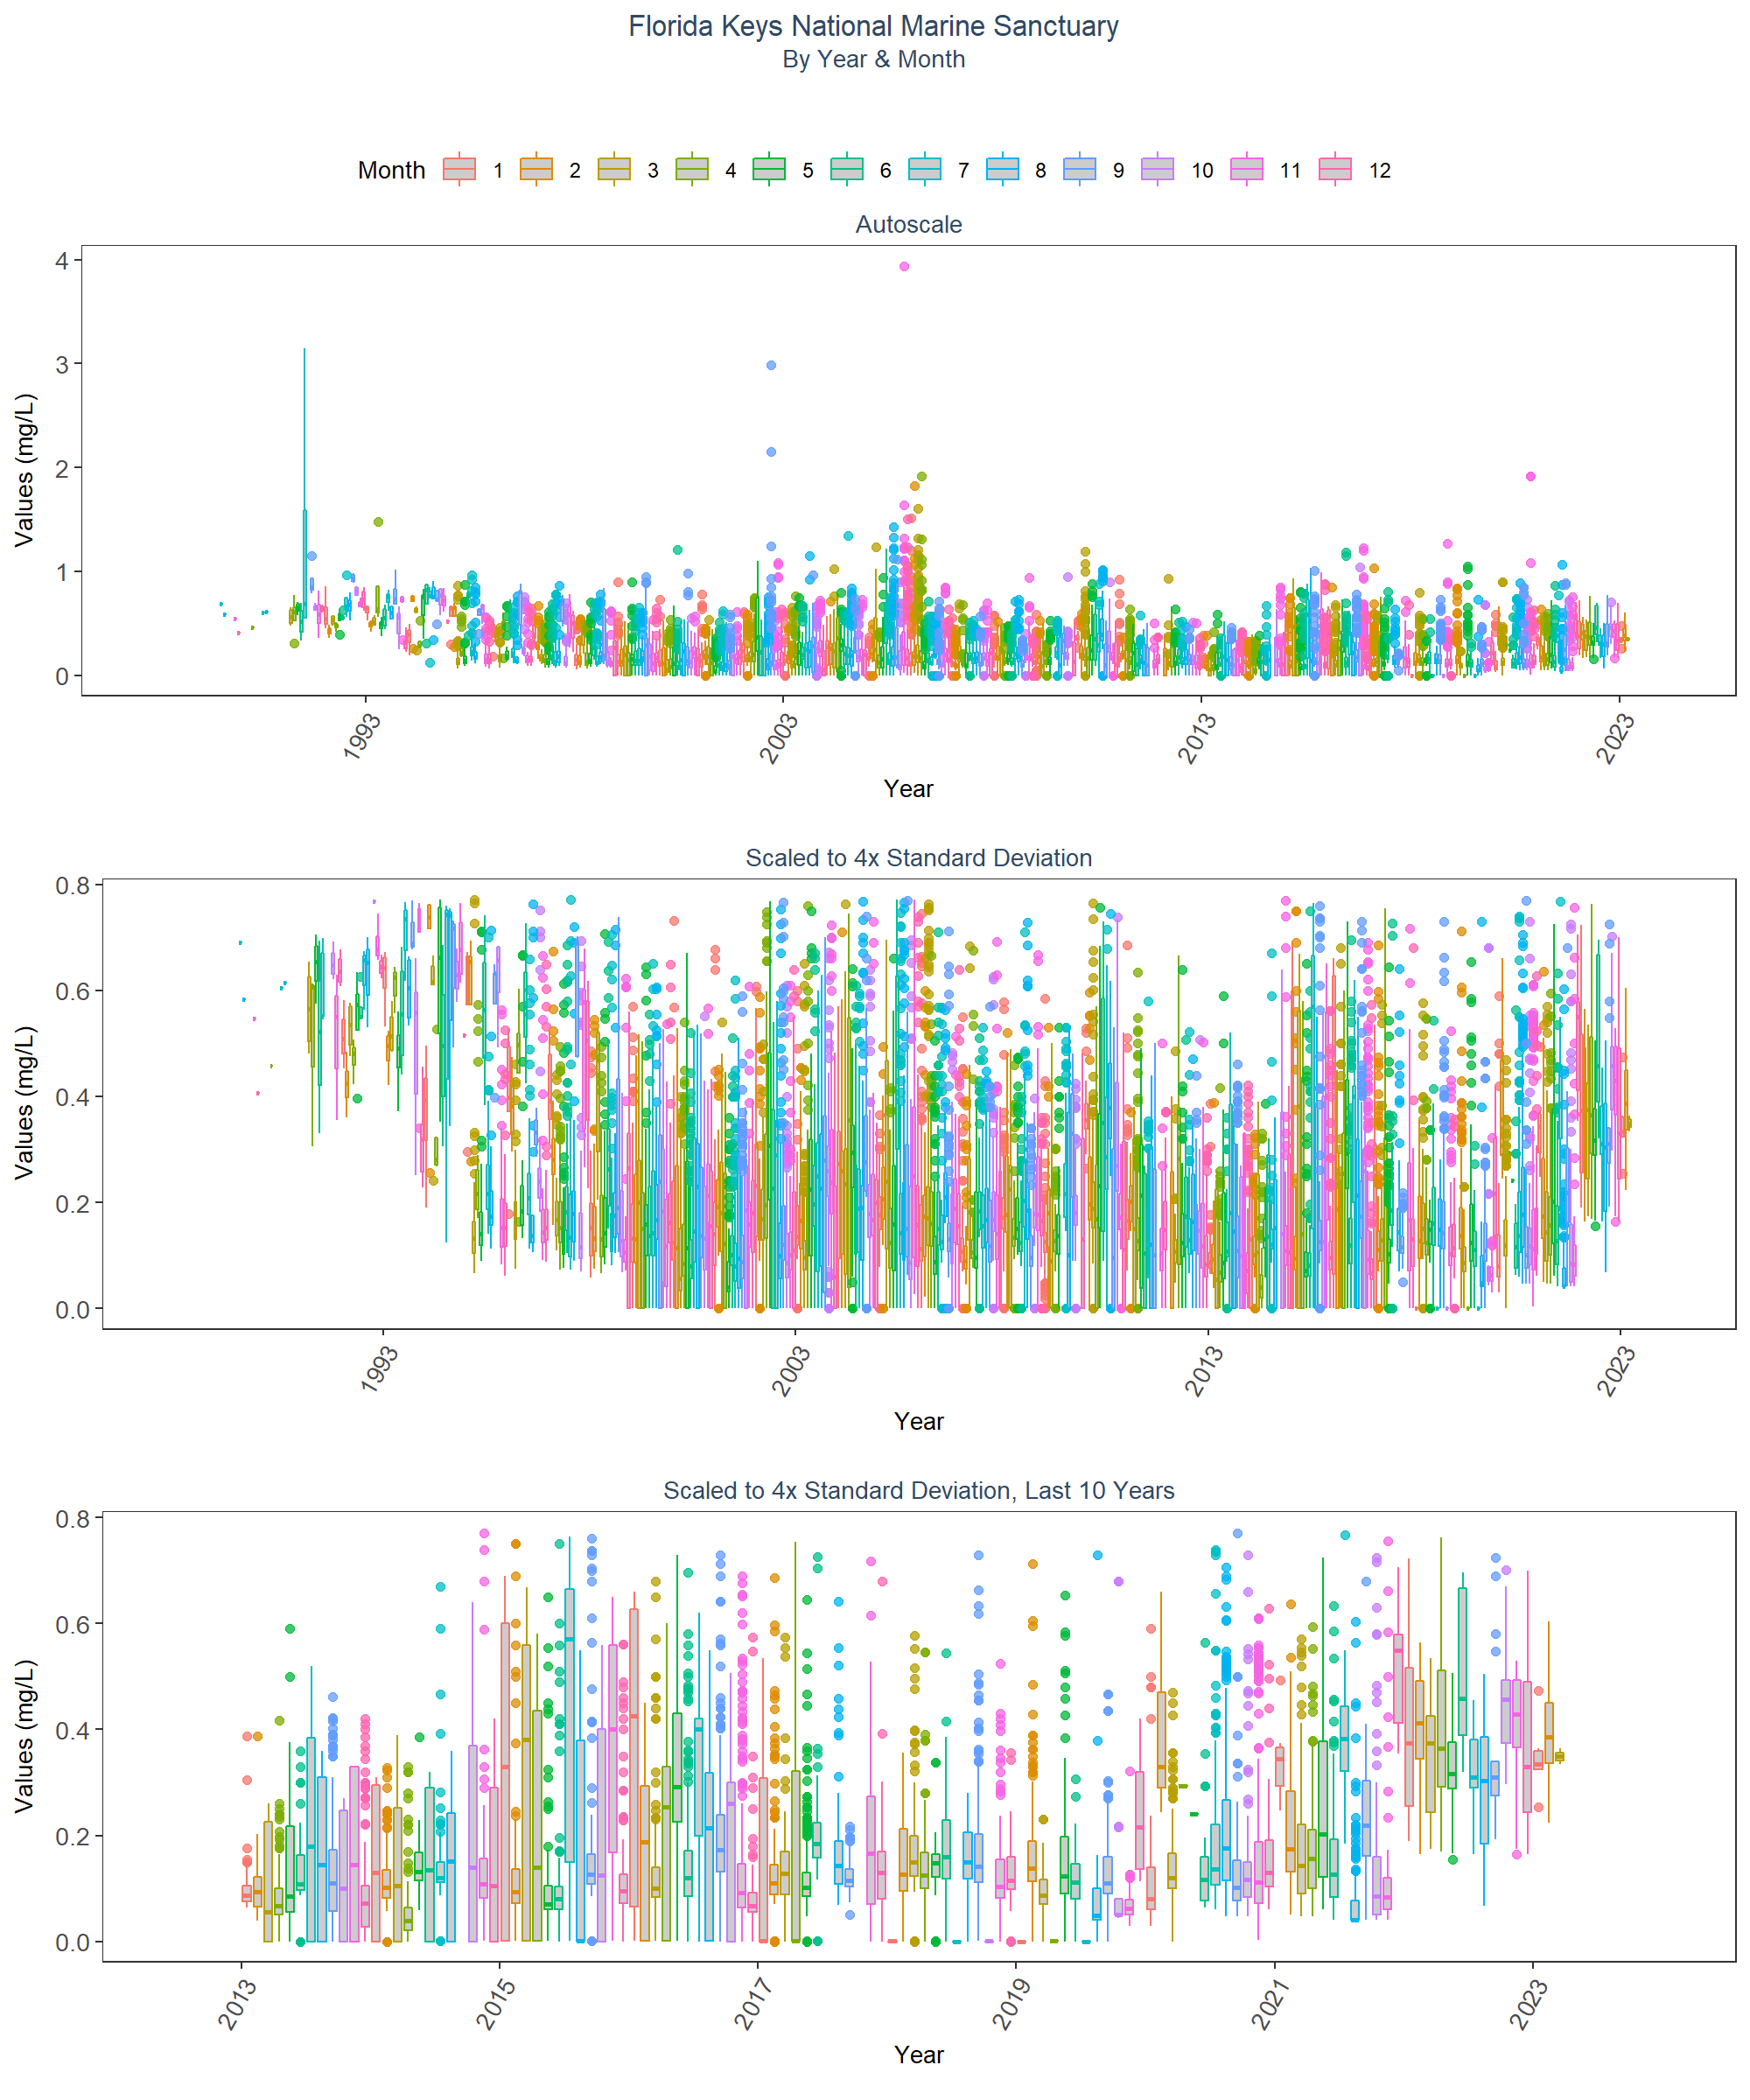 Florida Keys National Marine Sanctuary
By Year & Month
Month 1 2 3 4 5 6 7 8 9 10 11 12
Autoscale
Values (mg/L)
4
3
2
1
0
1993 2003 2013 2023
Year
Scaled to 4x Standard Deviation
Values (mg/L)
0.8
0.6
0.4
0.2
0.0
1993 2003 2013 2023
Year
Scaled to 4x Standard Deviation, Last 10 Years
Values (mg/L)
0.8
0.6
0.4
0.2
0.0
2013 2015 2017 2019 2021 2023
Year